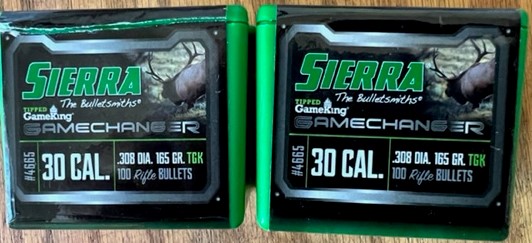 SIERRA
The Bulletsmiths®
TIPPED
GameKing
GAMECHANGER
#4665
30 CAL.
.308 DIA. 165 GR. TGK
100 Rifle BULLETS
SIERRA
The Bulletsmiths®
TIPPED
GameKing
GAMECHANGER
#4665
30 CAL.
.308 DIA. 165 GR. TGK
100 Rifle BULLETS